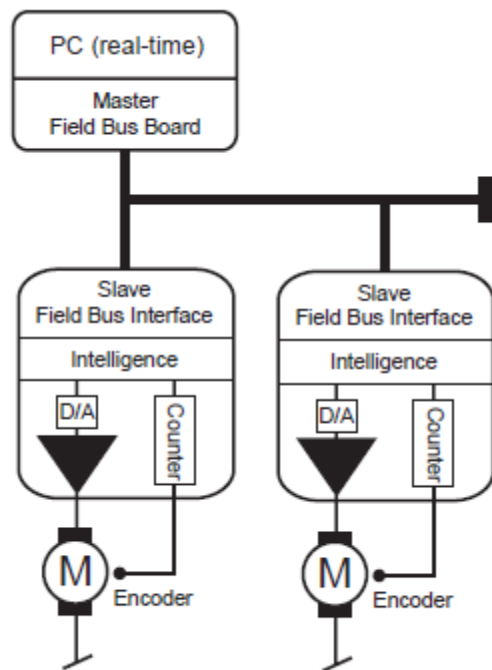 PC (real-time)
Master
Field Bus Board
Slave
Field Bus Interface
Intelligence
D/A
Counter
M
Encoder
Slave
Field Bus Interface
Intelligence
D/A
Counter
M
Encoder